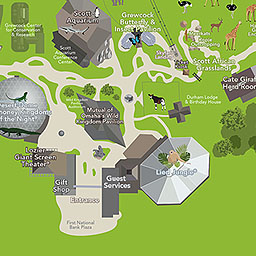 Scott
Aquarium
Grewcock
Butterfly &
Insect Pavilion
Grewcock Center
for Conservation
& Research
Scott
Aquarium
Conference
Center
Scott African
Grasslands
Cafe Giraffe
Herd Room
Desert Dome
Kingdoms
of the Night
Mutual of
Omaha's Wild
Kingdom Pavilion
Durham Lodge
& Birthday House
Lozier
Giant Screen
Theater
Lied Jungle®
Gift
Shop
Guest
Services
Entrance
First National
Bank Plaza